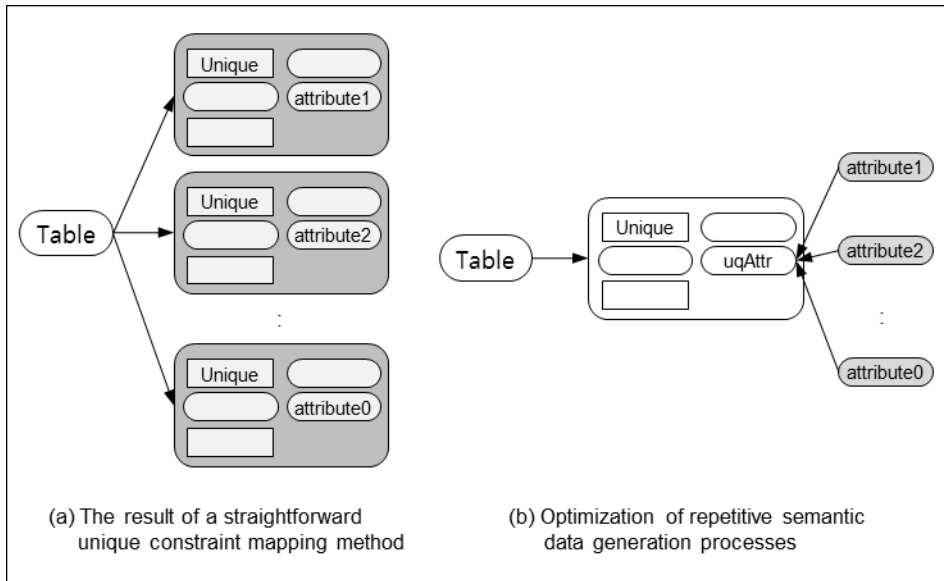 Unique
attribute1
Table
Unique
attribute2
:
Unique
attribute0
(a) The result of a straightforward
unique constraint mapping method
Table
Unique
uqAttr
attribute1
attribute2
:
attribute0
(b) Optimization of repetitive semantic
data generation processes